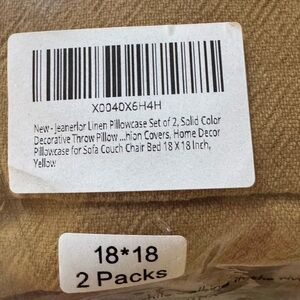 X0040X6H4H
New - Jeanerlor Linen Pillowcase Set of 2, Solid Color
Decorative Throw Pillow ...hion Covers, Home Decor
Pillowcase for Sofa Couch Chair Bed 18 X 18 Inch,
Yellow
18*18
2 Packs